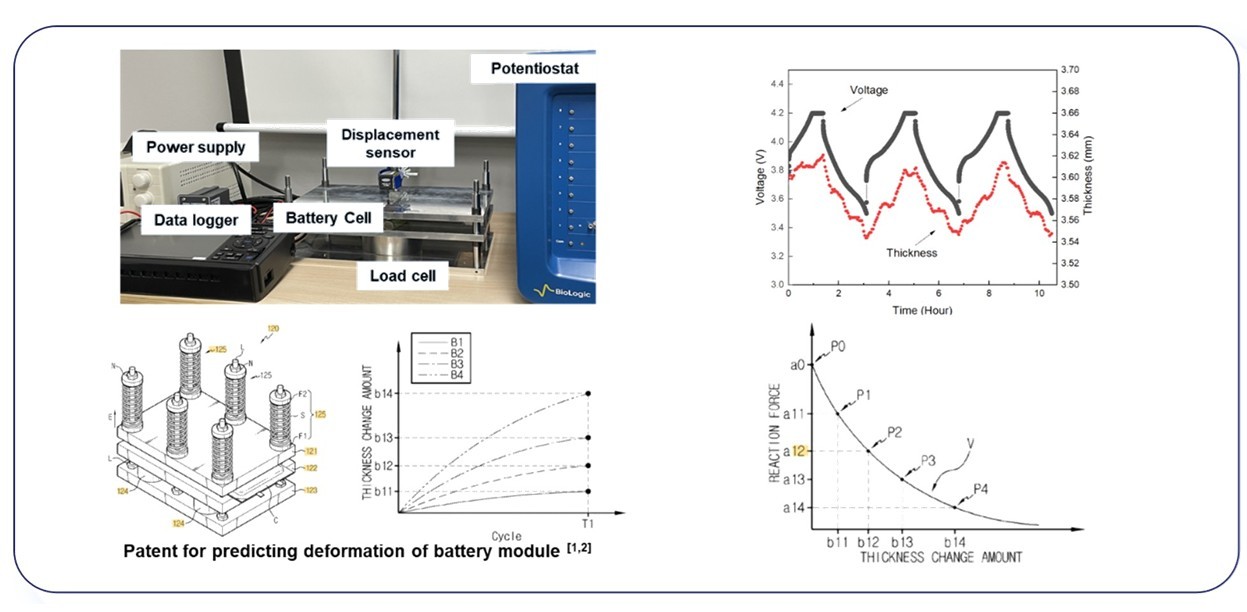 Potentiostat
Displacement
sensor
Power supply
Data logger
Battery Cell
Load cell
BioLogic
Voltage
Thickness
Voltage (V)
4.4
4.2
4.0
3.8
3.6
3.4
3.2
3.0
0
2
4
6
8
10
Time (Hour)
3.70
3.68
3.66
3.64
3.62
3.60
3.58
3.56
3.54
3.52
3.50
Thickness (mm)
120
125
L
N
N
125
E
F2
S
125
F1
121
L
122
123
124
124
C
B1
B2
B3
B4
THICKNESS CHANGE AMOUNT
b14
b13
b12
b11
T1
Cycle
Patent for predicting deformation of battery module [1,2]
REACTION FORCE
a0
a11
a12
a13
a14
P0
P1
P2
P3
V
P4
b11 b12 b13 b14
THICKNESS CHANGE AMOUNT